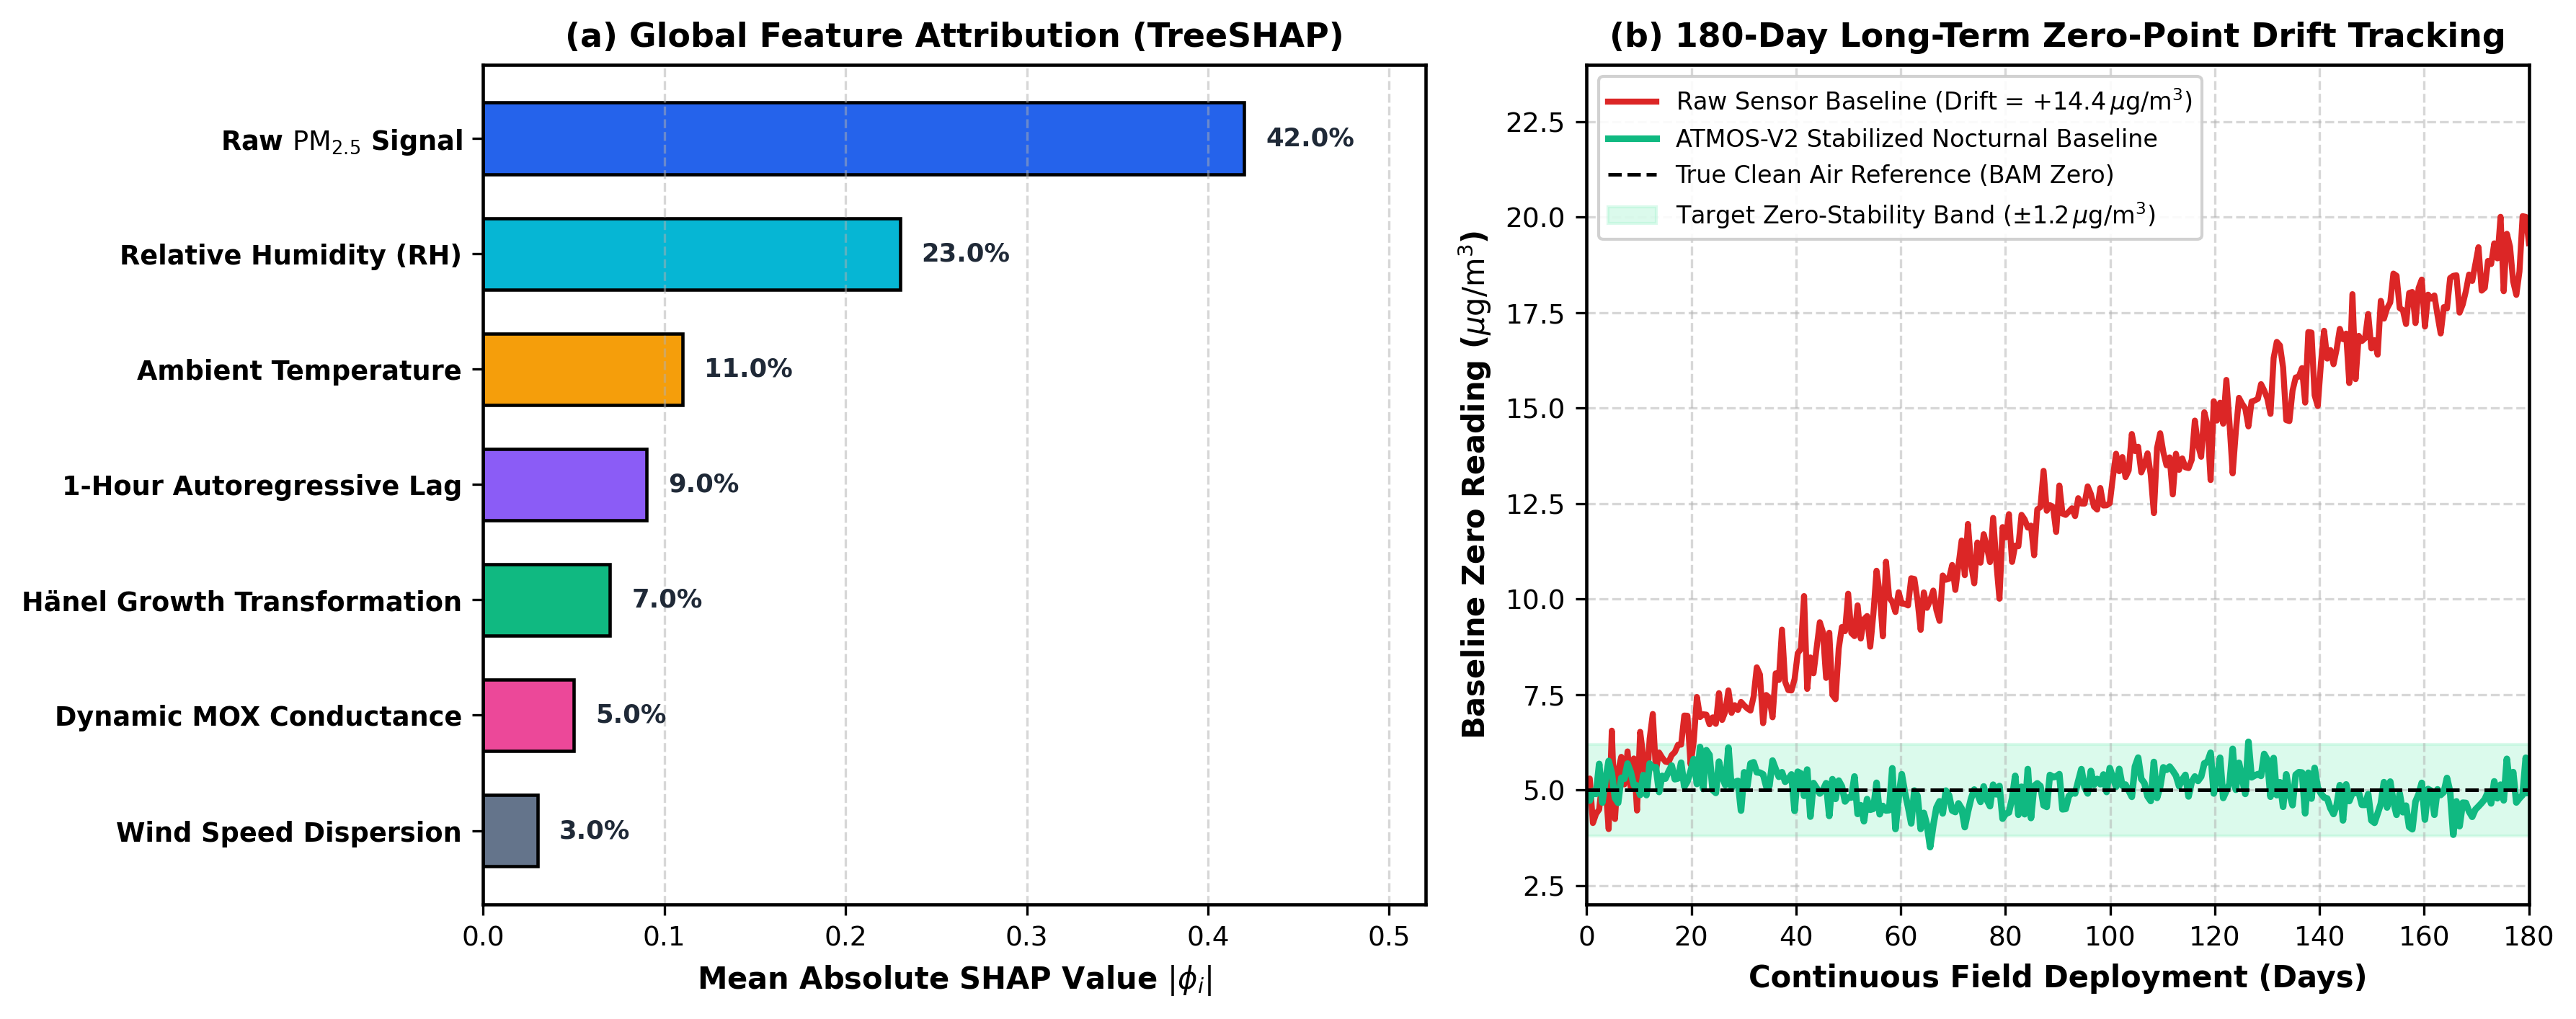 (a) Global Feature Attribution (TreeSHAP)
Raw PM₂.₅ Signal
42.0%
Relative Humidity (RH)
23.0%
Ambient Temperature
11.0%
1-Hour Autoregressive Lag
9.0%
Hänel Growth Transformation
7.0%
Dynamic MOX Conductance
5.0%
Wind Speed Dispersion
3.0%
0.0 0.1 0.2 0.3 0.4 0.5
Mean Absolute SHAP Value |ϕᵢ|
(b) 180-Day Long-Term Zero-Point Drift Tracking
Raw Sensor Baseline (Drift = +14.4 μg/m³)
ATMOS-V2 Stabilized Nocturnal Baseline
True Clean Air Reference (BAM Zero)
Target Zero-Stability Band (±1.2 μg/m³)
Baseline Zero Reading (μg/m³)
22.5
20.0
17.5
15.0
12.5
10.0
7.5
5.0
2.5
0 20 40 60 80 100 120 140 160 180
Continuous Field Deployment (Days)